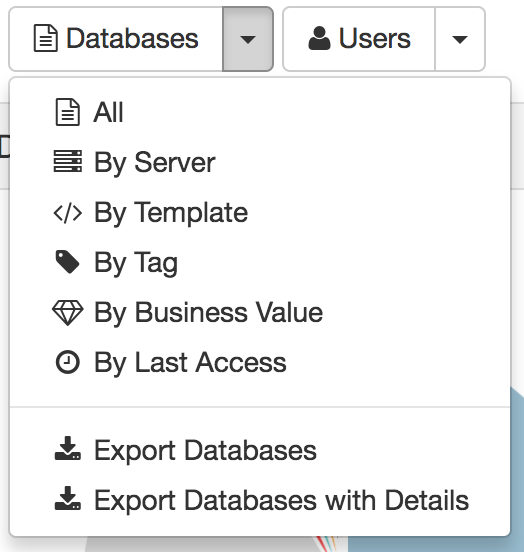 Databases Users
All
By Server
By Template
By Tag
By Business Value
By Last Access
Export Databases
Export Databases with Details